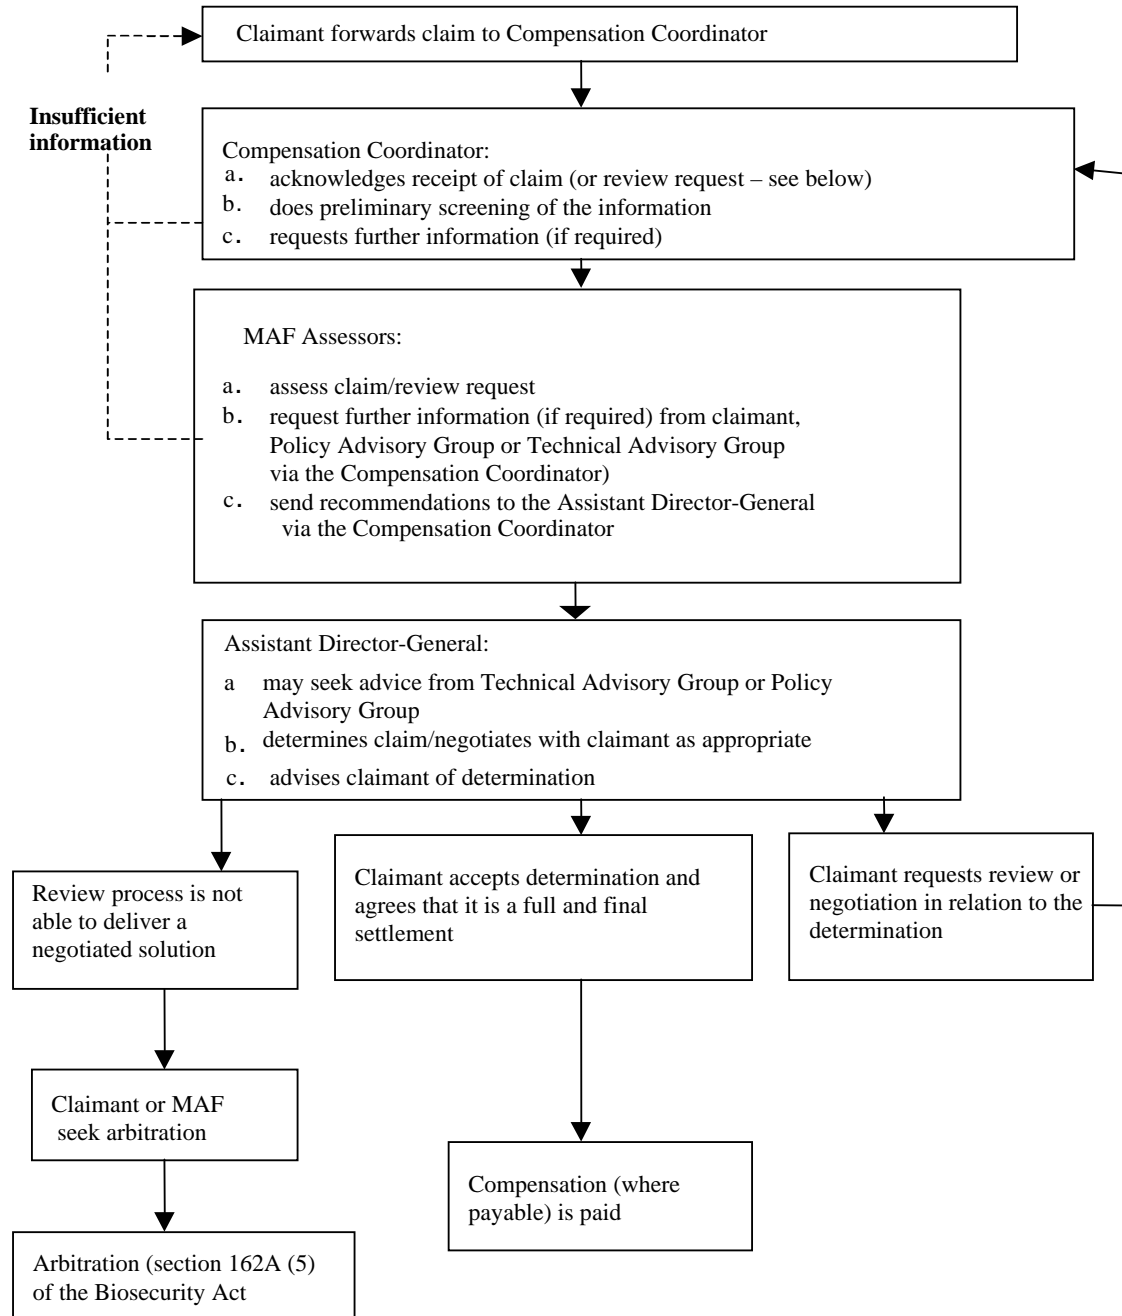 Claimant forwards claim to Compensation Coordinator
Insufficient
information
Compensation Coordinator:
a. acknowledges receipt of claim (or review request – see below)
b. does preliminary screening of the information
c. requests further information (if required)
MAF Assessors:
a. assess claim/review request
b. request further information (if required) from claimant,
Policy Advisory Group or Technical Advisory Group
via the Compensation Coordinator)
c. send recommendations to the Assistant Director-General
via the Compensation Coordinator
Assistant Director-General:
a may seek advice from Technical Advisory Group or Policy
Advisory Group
b. determines claim/negotiates with claimant as appropriate
c. advises claimant of determination
Review process is not
able to deliver a
negotiated solution
Claimant accepts determination and
agrees that it is a full and final
settlement
Claimant requests review or
negotiation in relation to the
determination
Claimant or MAF
seek arbitration
Compensation (where
payable) is paid
Arbitration (section 162A (5)
of the Biosecurity Act